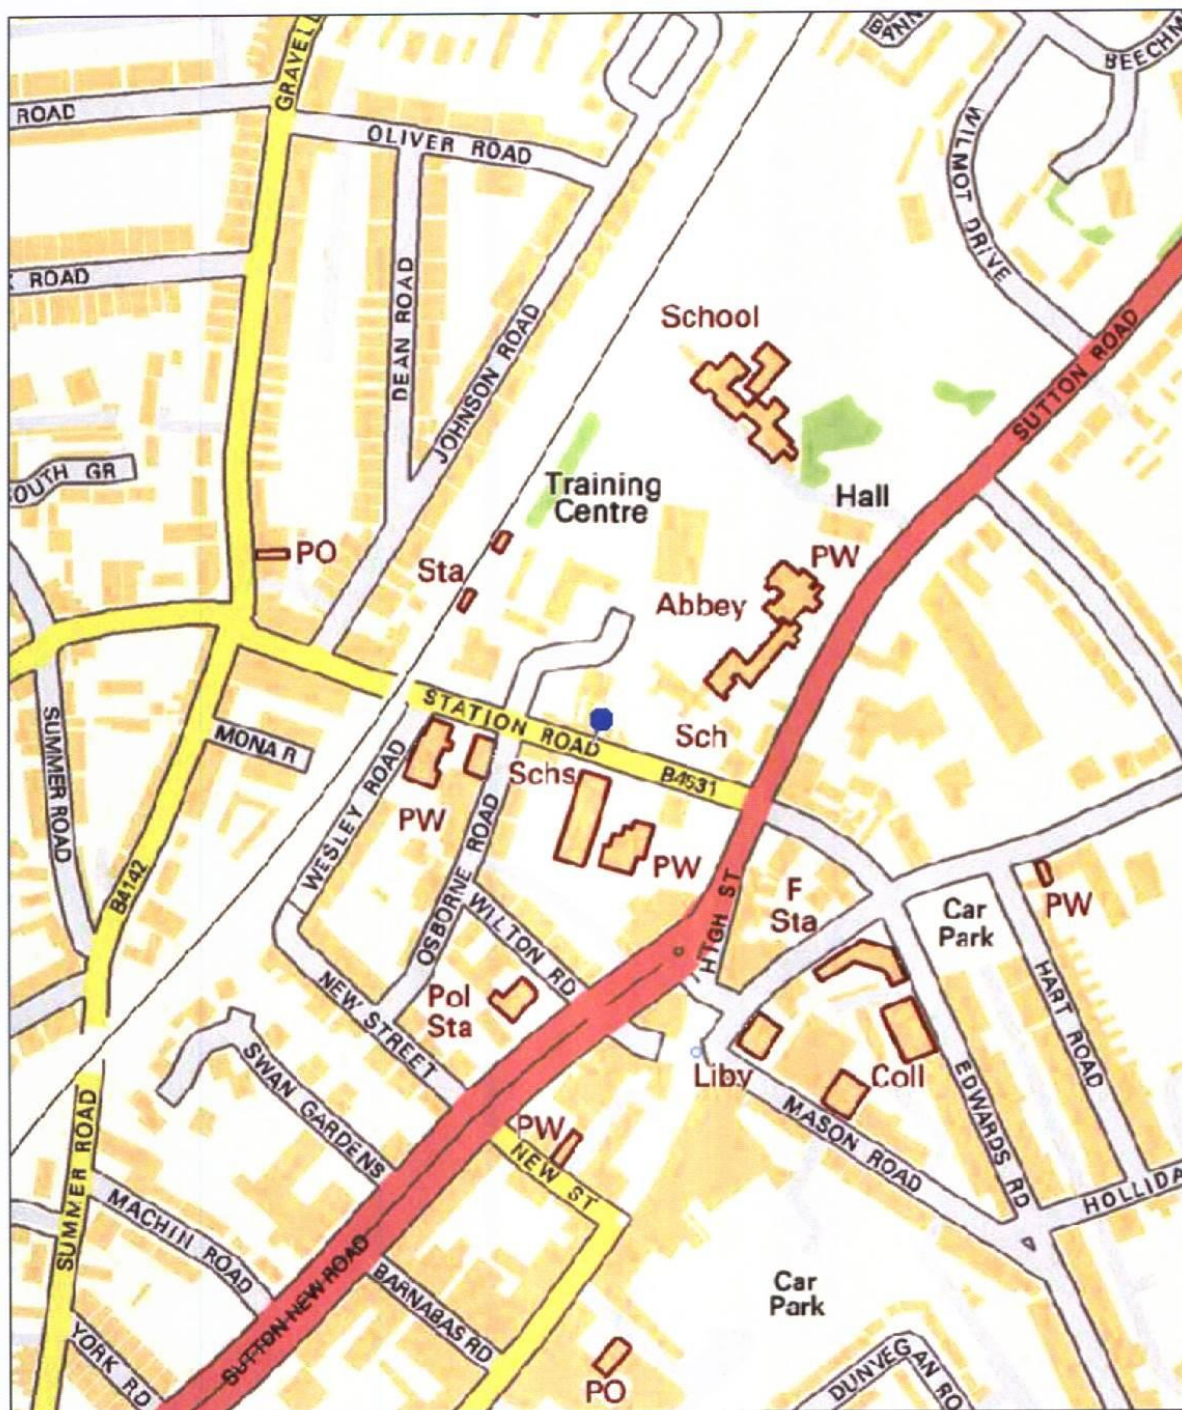 BANN
GRAVEL L
BEECHM
ROAD
OLIVER ROAD
WILMOT DRIVE
ROAD
DEAN ROAD
JOHNSON ROAD
School
SUTTON ROAD
OUTH GR
Training
Centre
Hall
PO
Sta
PW
Abbey
STATION ROAD
Sch
SUMMER ROAD
MONA R
B4531
Schs
WESLEY ROAD
PW
OSBORNE ROAD
PW
B4142
HIGH ST
F
Sta
Car
Park
PW
WILTON RD
HART ROAD
NEW STREET
Pol
Sta
SWAN GARDENS
Liby
Coll
EDWARDS RD
MASON ROAD
PW
NEW ST
SUMMER ROAD
MACHIN ROAD
HOLLIDA
SUTTON NEW ROAD
BARNABAS RD
Car
Park
YORK RD
PO
DUNVEGAN RO